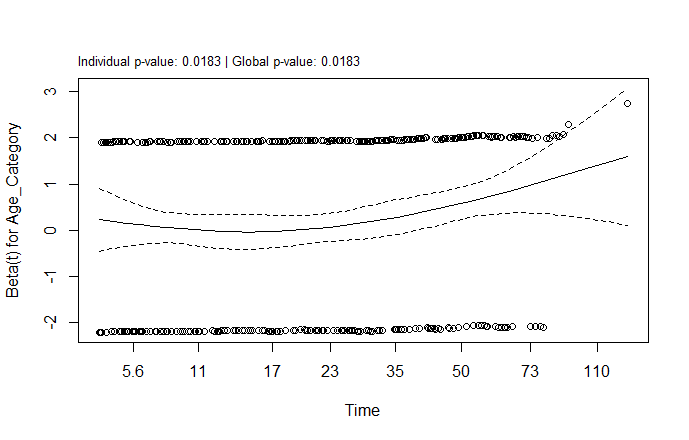 Individual p-value: 0.0183 | Global p-value: 0.0183
3
2
1
0
-1
-2
Beta(t) for Age_Category
5.6 11 17 23 35 50 73 110
Time